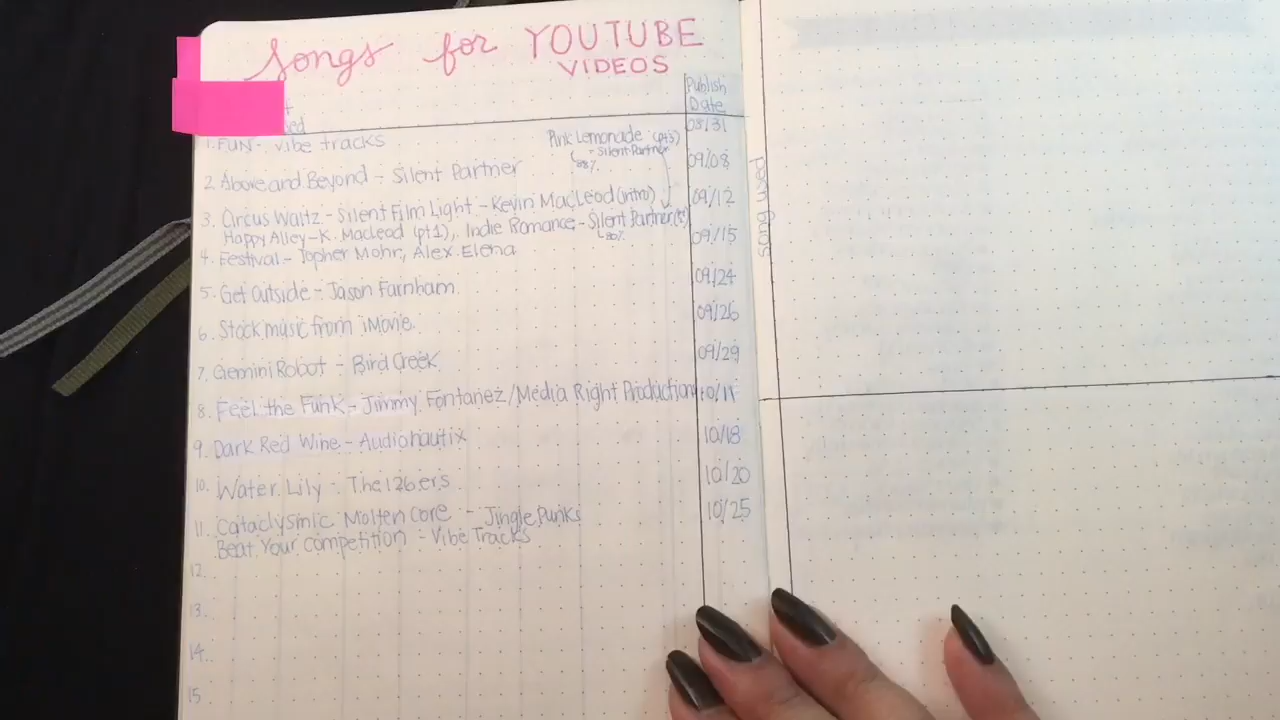 Songs for YOUTUBE
VIDEOS
Publish
Date
1. FUN - Vibe tracks
Pink Lemonade (pt3)
- Silent Partner
08/31
2. Above and Beyond - Silent Partner
09/08
3. Circus Waltz - Silent Film Light - Kevin MacLeod (intro)
09/12
Happy Alley - K. Macleod (pt1), Indie Romance - Silent Partner
4. Festival - Topher Mohr, Alex Elena
09/15
5. Get Outside - Jason Farnham
09/24
6. Stock music from iMovie
09/26
7. Gemini Robot - Bird Creek
09/29
8. Feel the Funk - Jimmy Fontanez/Media Right Production
10/11
9. Dark Red Wine - Audionautix
10/18
10. Water Lily - The 126ers
10/20
11. Cataclysmic Molten Core - Jingle Punks
10/25
Beat Your Competition - Vibe Tracks
12.
13.
14.
15.
song used